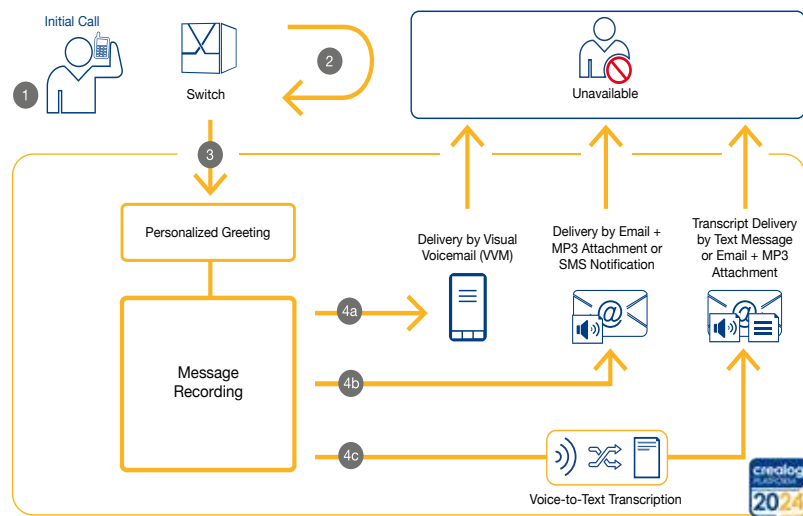 Initial Call
1
Switch
2
Unavailable
3
Personalized Greeting
Delivery by Visual
Voicemail (VVM)
Delivery by Email +
MP3 Attachment or
SMS Notification
Transcript Delivery
by Text Message
or Email + MP3
Attachment
@
@
4a
Message
Recording
4b
4c
Voice-to-Text Transcription
crealog
PLATFORM
2024